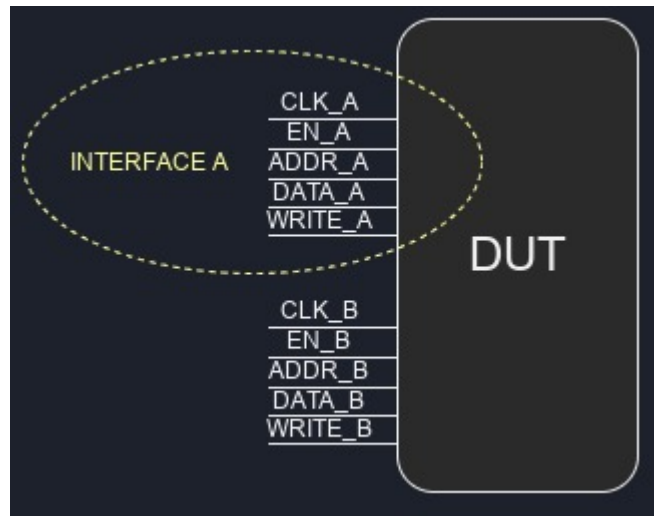 CLK_A
EN_A
INTERFACE A
ADDR_A
DATA_A
WRITE_A
DUT
CLK_B
EN_B
ADDR_B
DATA_B
WRITE_B